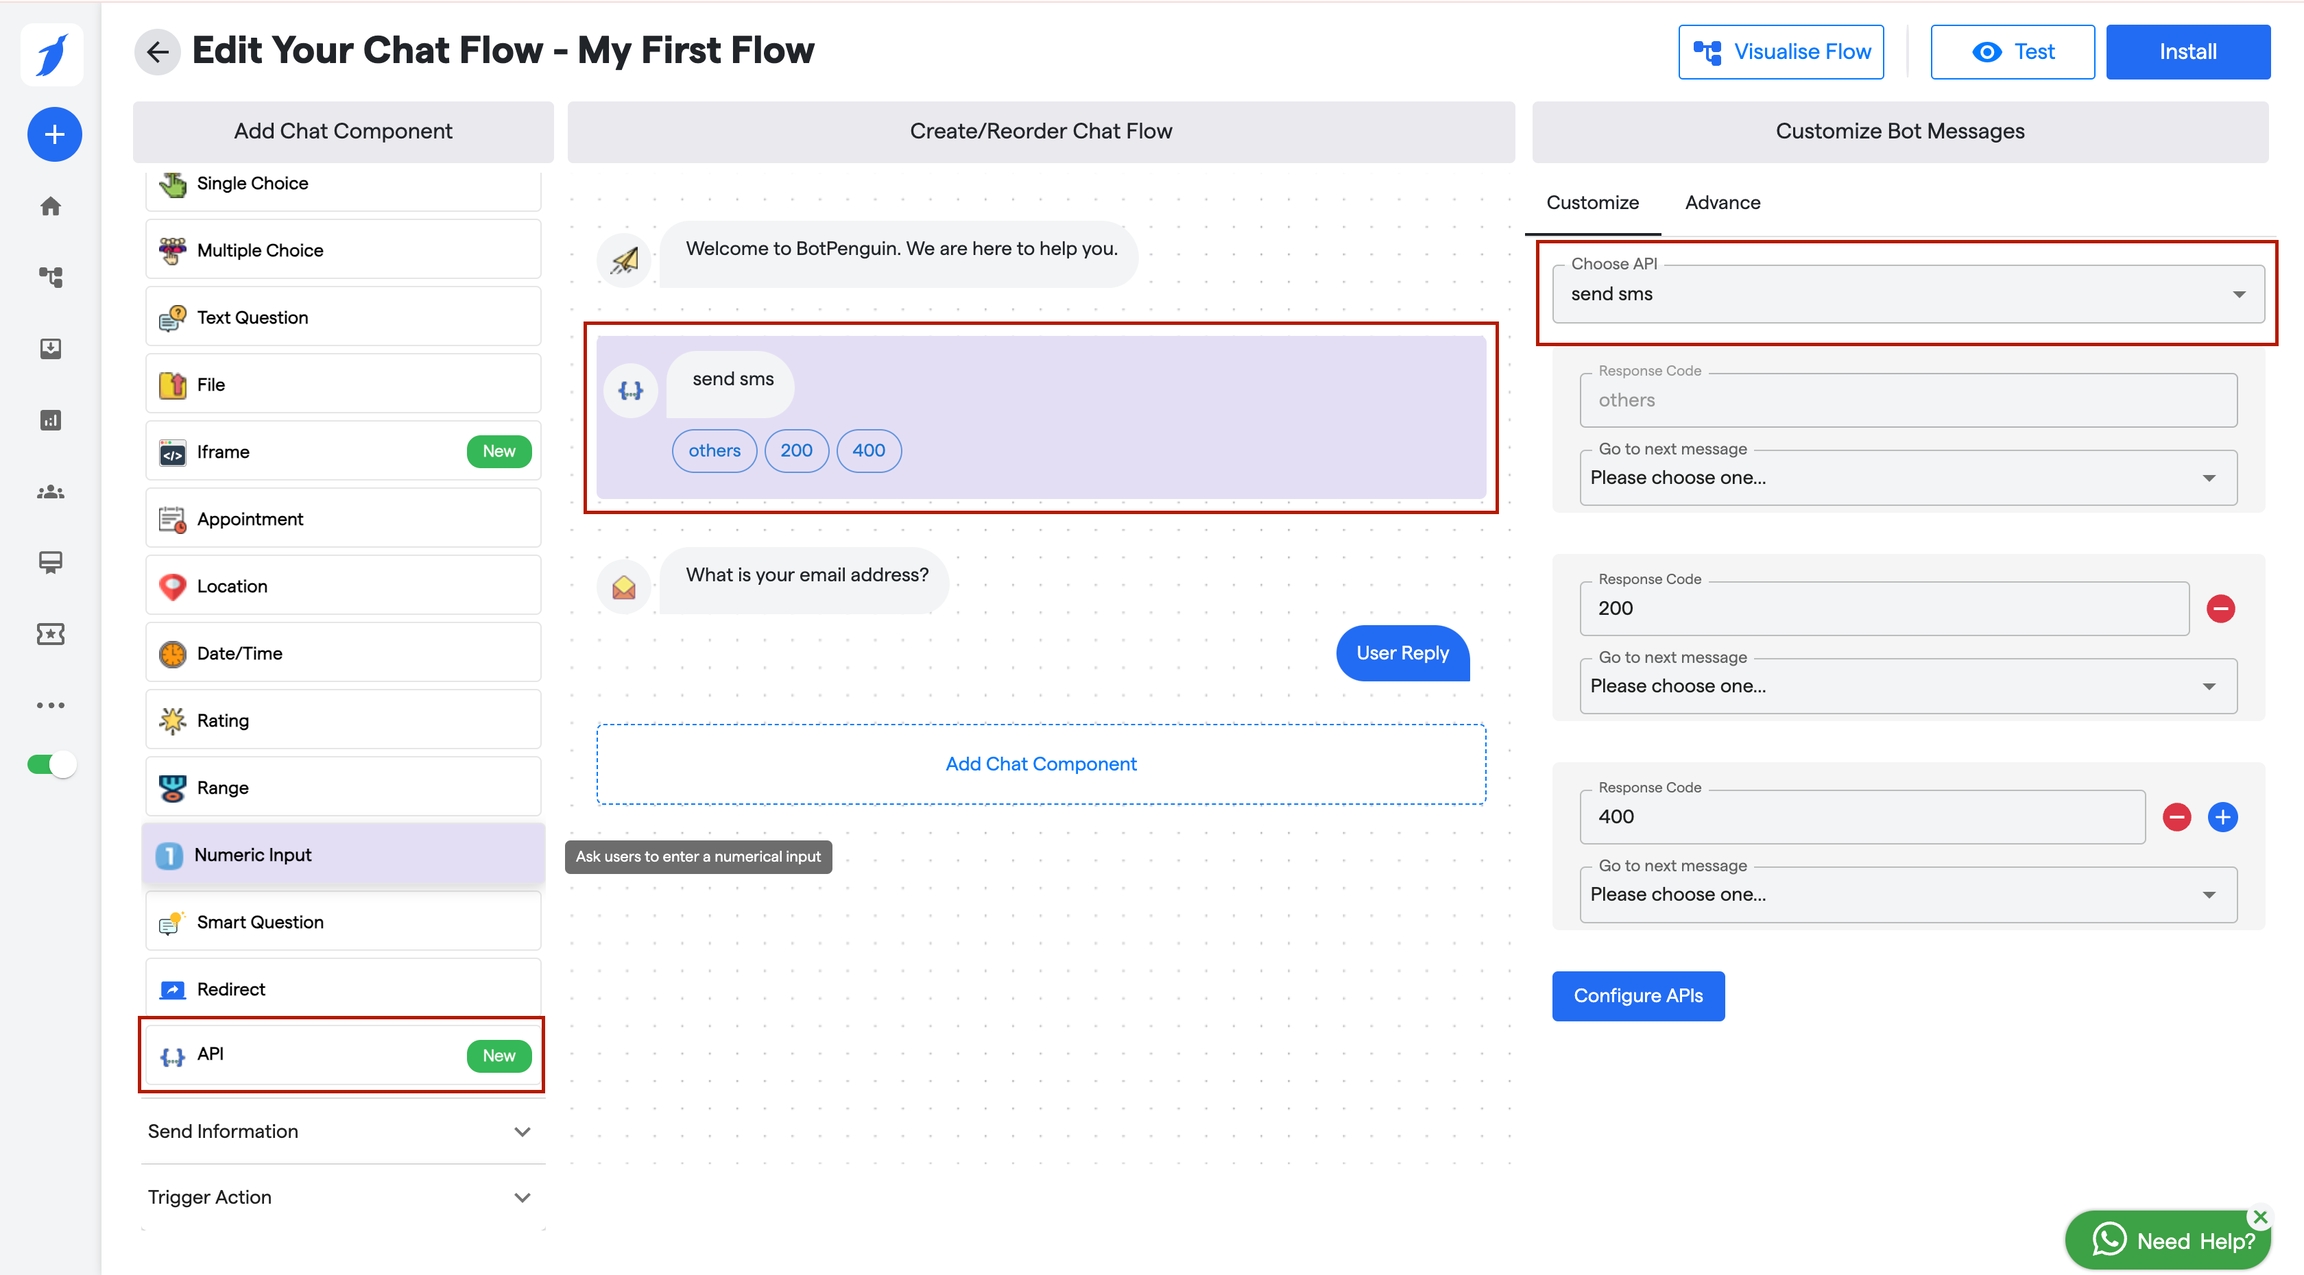 Edit Your Chat Flow - My First Flow
Visualise Flow
Test
Install
Add Chat Component
Single Choice
Multiple Choice
Text Question
File
Iframe New
Appointment
Location
Date/Time
Rating
Range
Numeric Input
Smart Question
Redirect
API New
Send Information
Trigger Action
Create/Reorder Chat Flow
Welcome to BotPenguin. We are here to help you.
send sms
others 200 400
What is your email address?
User Reply
Add Chat Component
Ask users to enter a numerical input
Customize Bot Messages
Customize Advance
Choose API
send sms
Response Code
others
Go to next message
Please choose one...
Response Code
200
Go to next message
Please choose one...
Response Code
400
Go to next message
Please choose one...
Configure APIs
Need Help?